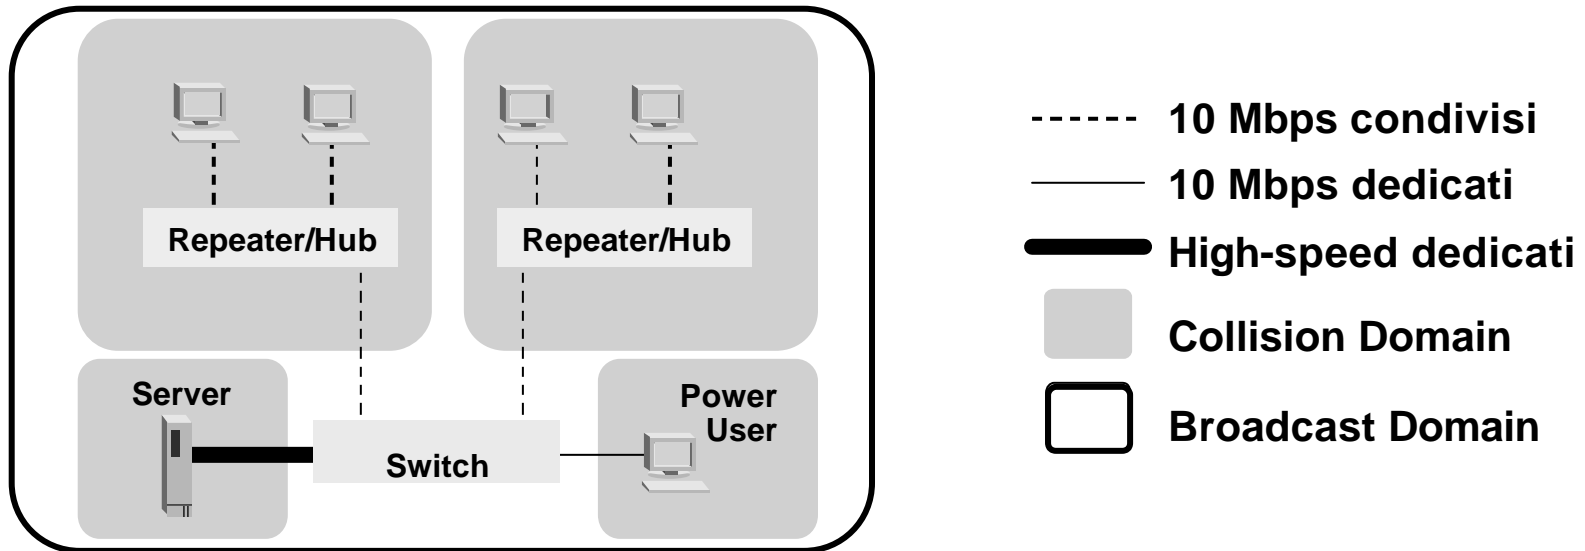 Repeater/Hub
Repeater/Hub
Server
Power
User
Switch
10 Mbps condivisi
10 Mbps dedicati
High-speed dedicati
Collision Domain
Broadcast Domain